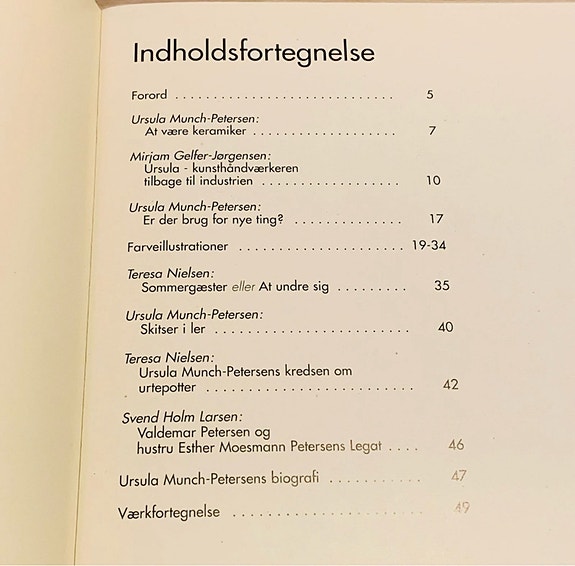 Indholdsfortegnelse
Forord . . . . . . . . . . . . . . . . . . . . . . . . . . . . 5
Ursula Munch-Petersen:
At være keramiker . . . . . . . . . . . . . . . . . . 7
Mirjam Gelfer-Jørgensen:
Ursula - kunsthåndværkeren
tilbage til industrien . . . . . . . . . . . . . . . . . 10
Ursula Munch-Petersen:
Er der brug for nye ting? . . . . . . . . . . . . . 17
Farveillustrationer . . . . . . . . . . . . . . . . . . . . 19-34
Teresa Nielsen:
Sommergæster eller At undre sig . . . . . . . . . 35
Ursula Munch-Petersen:
Skitser i ler . . . . . . . . . . . . . . . . . . . . . . . . 40
Teresa Nielsen:
Ursula Munch-Petersens kredsen om
urtepotter . . . . . . . . . . . . . . . . . . . . . . . . . 42
Svend Holm Larsen:
Valdemar Petersen og
hustru Esther Moesmann Petersens Legat . . . . 46
Ursula Munch-Petersens biografi . . . . . . . . . . . 47
Værkfortegnelse . . . . . . . . . . . . . . . . . . . . . . 49